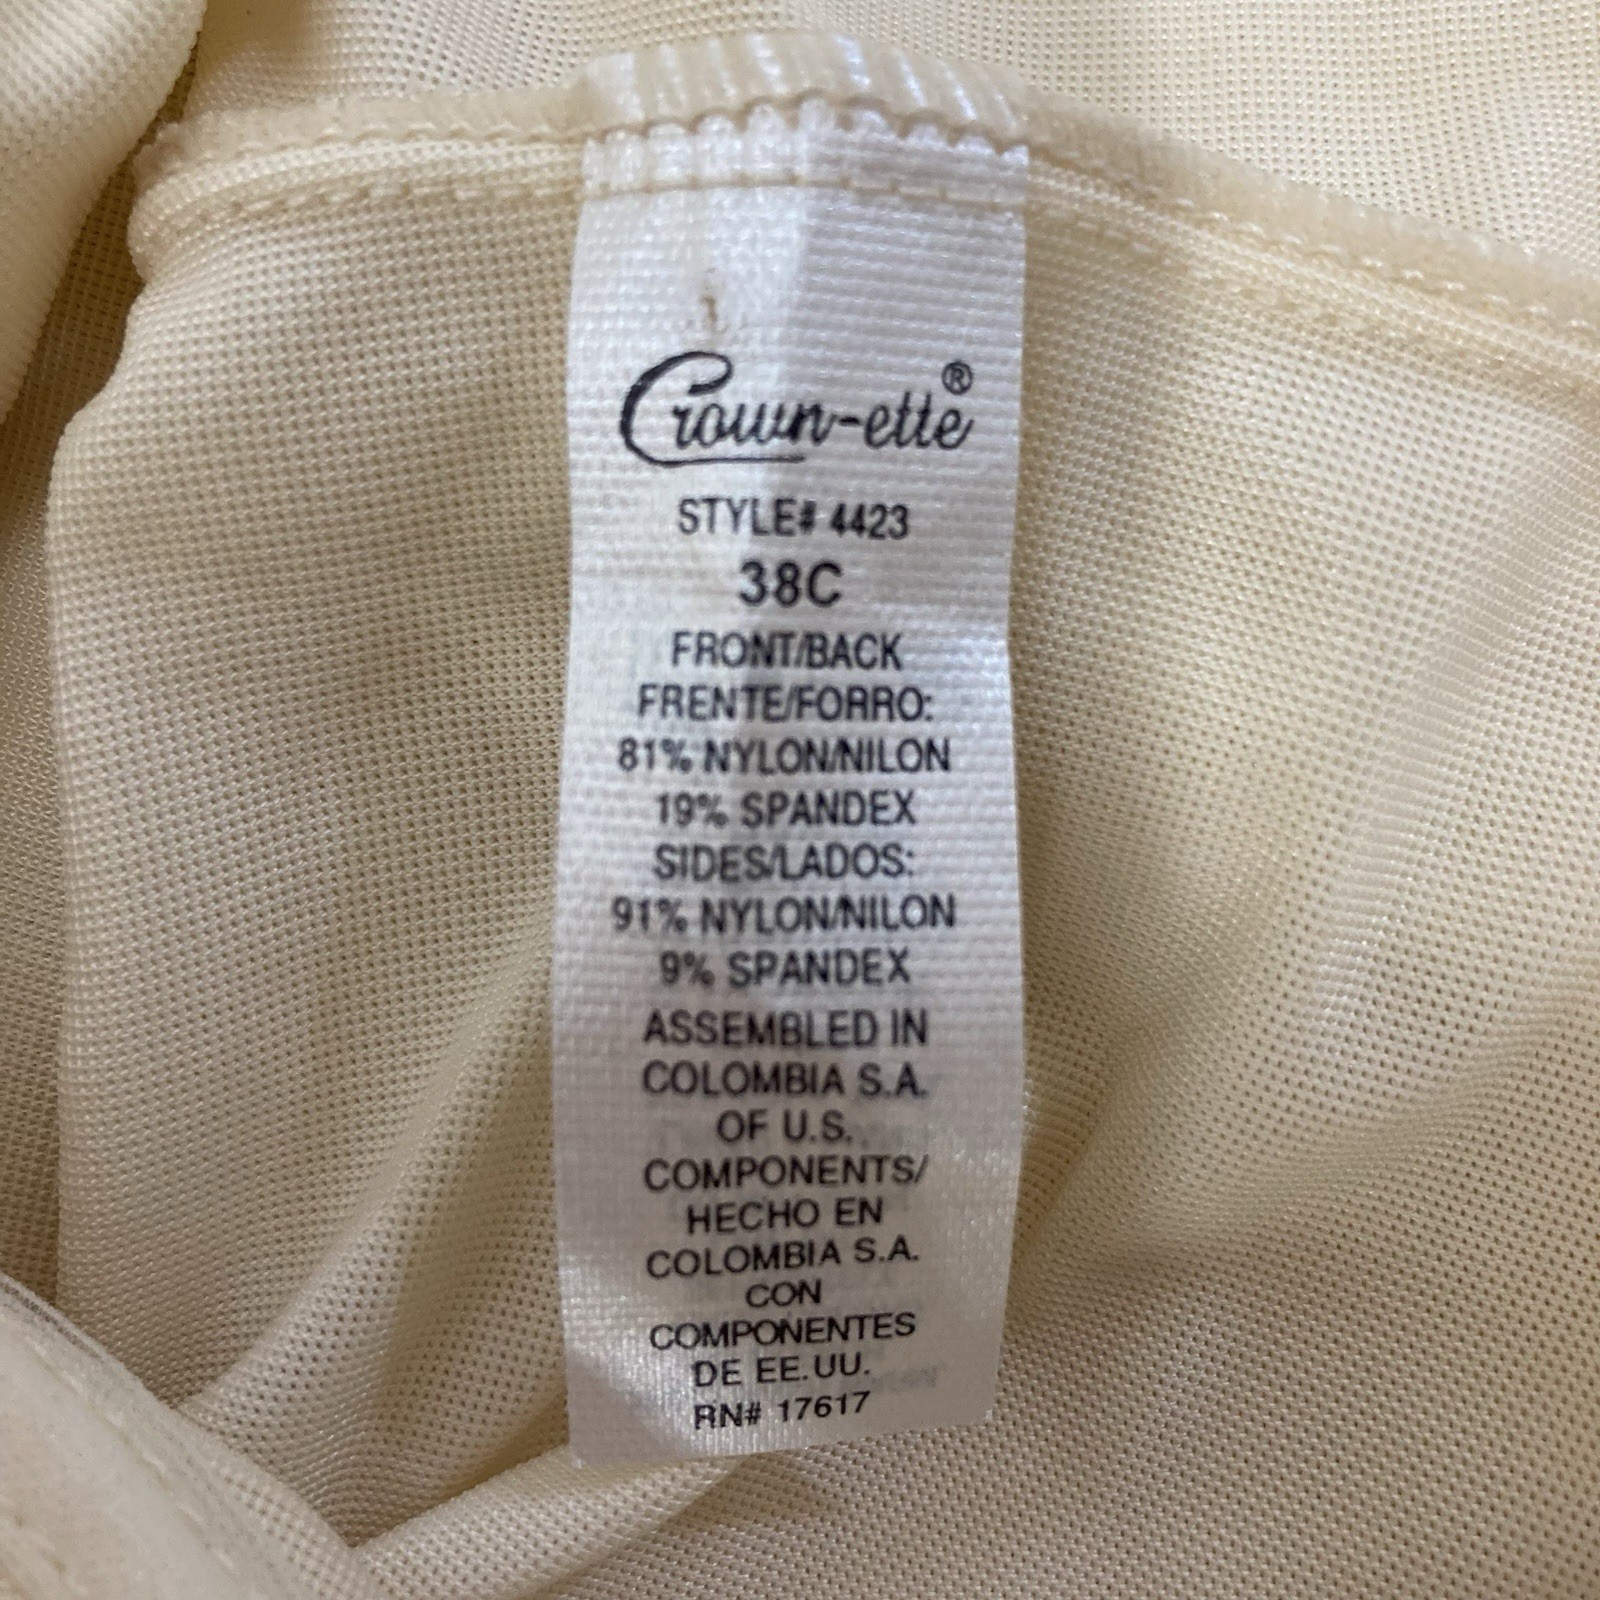 Crown-ette®
STYLE# 4423
38C
FRONT/BACK
FRENTE/FORRO:
81% NYLON/NILON
19% SPANDEX
SIDES/LADOS:
91% NYLON/NILON
9% SPANDEX
ASSEMBLED IN
COLOMBIA S.A.
OF U.S.
COMPONENTS/
HECHO EN
COLOMBIA S.A.
CON
COMPONENTES
DE EE.UU.
RN# 17617